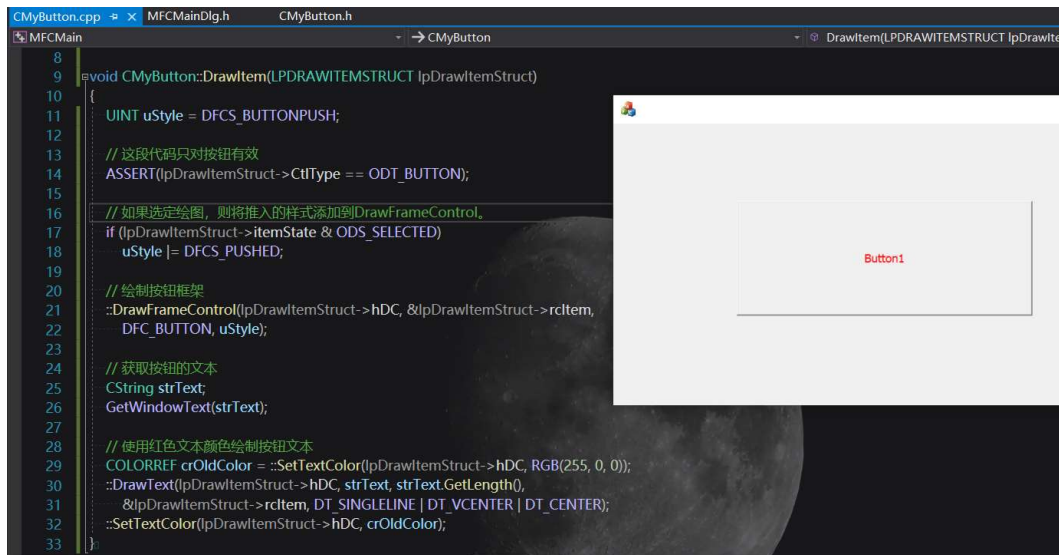 CMyButton.cpp MFCMainDlg.h CMyButton.h
MFCMain CMyButton DrawItem(LPDRAWITEMSTRUCT lpDrawIte
8
9 void CMyButton::DrawItem(LPDRAWITEMSTRUCT lpDrawItemStruct)
10 {
11 UINT uStyle = DFCS_BUTTONPUSH;
12
13 // 这段代码只对按钮有效
14 ASSERT(lpDrawItemStruct->CtlType == ODT_BUTTON);
15
16 // 如果选定绘图，则将推入的样式添加到DrawFrameControl。
17 if (lpDrawItemStruct->itemState & ODS_SELECTED)
18 uStyle |= DFCS_PUSHED;
19
20 // 绘制按钮框架
21 ::DrawFrameControl(lpDrawItemStruct->hDC, &lpDrawItemStruct->rcItem,
22 DFC_BUTTON, uStyle);
23
24 // 获取按钮的文本
25 CString strText;
26 GetWindowText(strText);
27
28 // 使用红色文本颜色绘制按钮文本
29 COLORREF crOldColor = ::SetTextColor(lpDrawItemStruct->hDC, RGB(255, 0, 0));
30 ::DrawText(lpDrawItemStruct->hDC, strText, strText.GetLength(),
31 &lpDrawItemStruct->rcItem, DT_SINGLELINE | DT_VCENTER | DT_CENTER);
32 ::SetTextColor(lpDrawItemStruct->hDC, crOldColor);
33 }
Button1